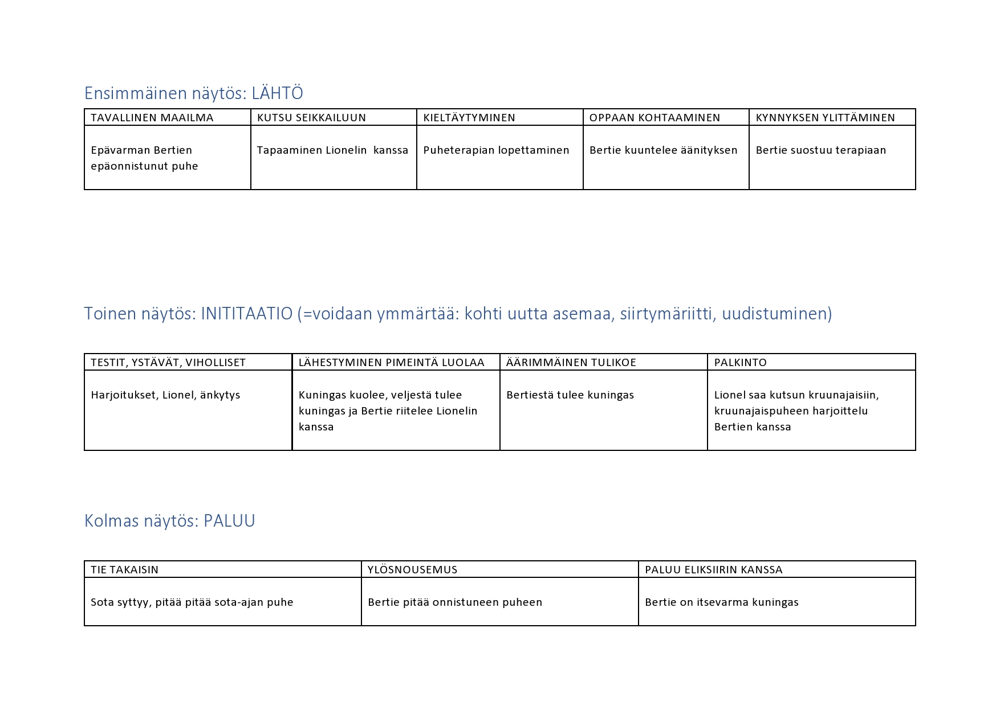 Ensimmäinen näytös: LÄHTÖ
TAVALLINEN MAAILMA KUTSU SEIKKAILUUN KIELTÄYTYMINEN OPPAAN KOHTAAMINEN KYNNYKSEN YLITTÄMINEN
Epävarman Bertien Tapaaminen Lionelin  kanssa Puheterapian lopettaminen Bertie kuuntelee äänityksen Bertie suostuu terapiaan
epäonnistunut puhe
Toinen näytös: INITITAATIO (=voidaan ymmärtää: kohti uutta asemaa, siirtymäriitti, uudistuminen)
TESTIT, YSTÄVÄT, VIHOLLISET LÄHESTYMINEN PIMEINTÄ LUOLAA ÄÄRIMMÄINEN TULIKOE PALKINTO
Harjoitukset, Lionel, änkytys Kuningas kuolee, veljestä tulee Bertiestä tulee kuningas Lionel saa kutsun kruunajaisiin,
kuningas ja Bertie riitelee Lionelin kruunajaispuheen harjoittelu
kanssa Bertien kanssa
Kolmas näytös: PALUU
TIE TAKAISIN YLÖSNOUSEMUS PALUU ELIKSIIRIN KANSSA
Sota syttyy, pitää pitää sota-ajan puhe Bertie pitää onnistuneen puheen Bertie on itsevarma kuningas